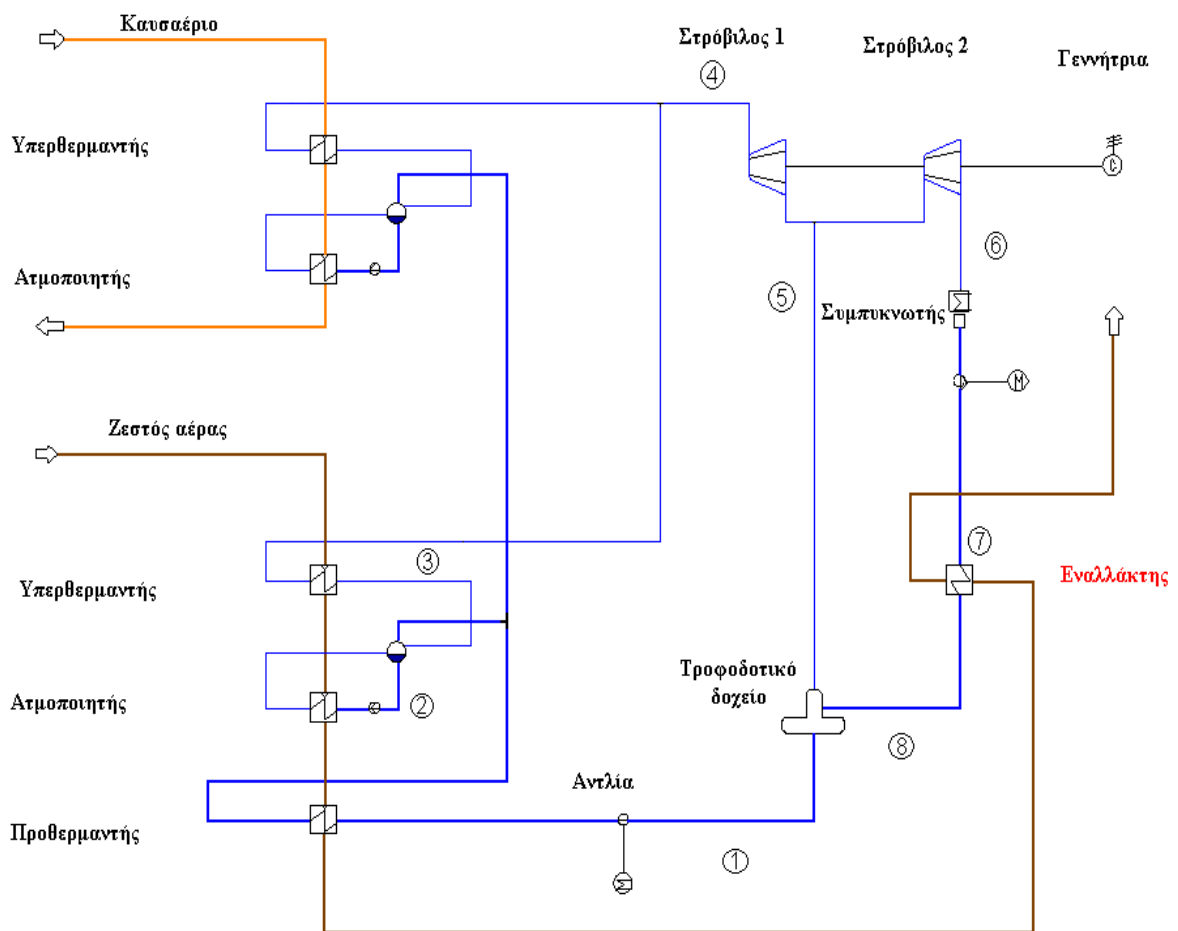 Καυσαέριο
Στρόβιλος 1
Στρόβιλος 2
Γεννήτρια
4
Υπερθερμαντής
G
6
Ατμοποιητής
5
Συμπυκνωτής
M
Ζεστός αέρας
3
7
Υπερθερμαντής
Εναλλάκτης
Τροφοδοτικό
δοχείο
Ατμοποιητής
2
8
Αντλία
Προθερμαντής
1